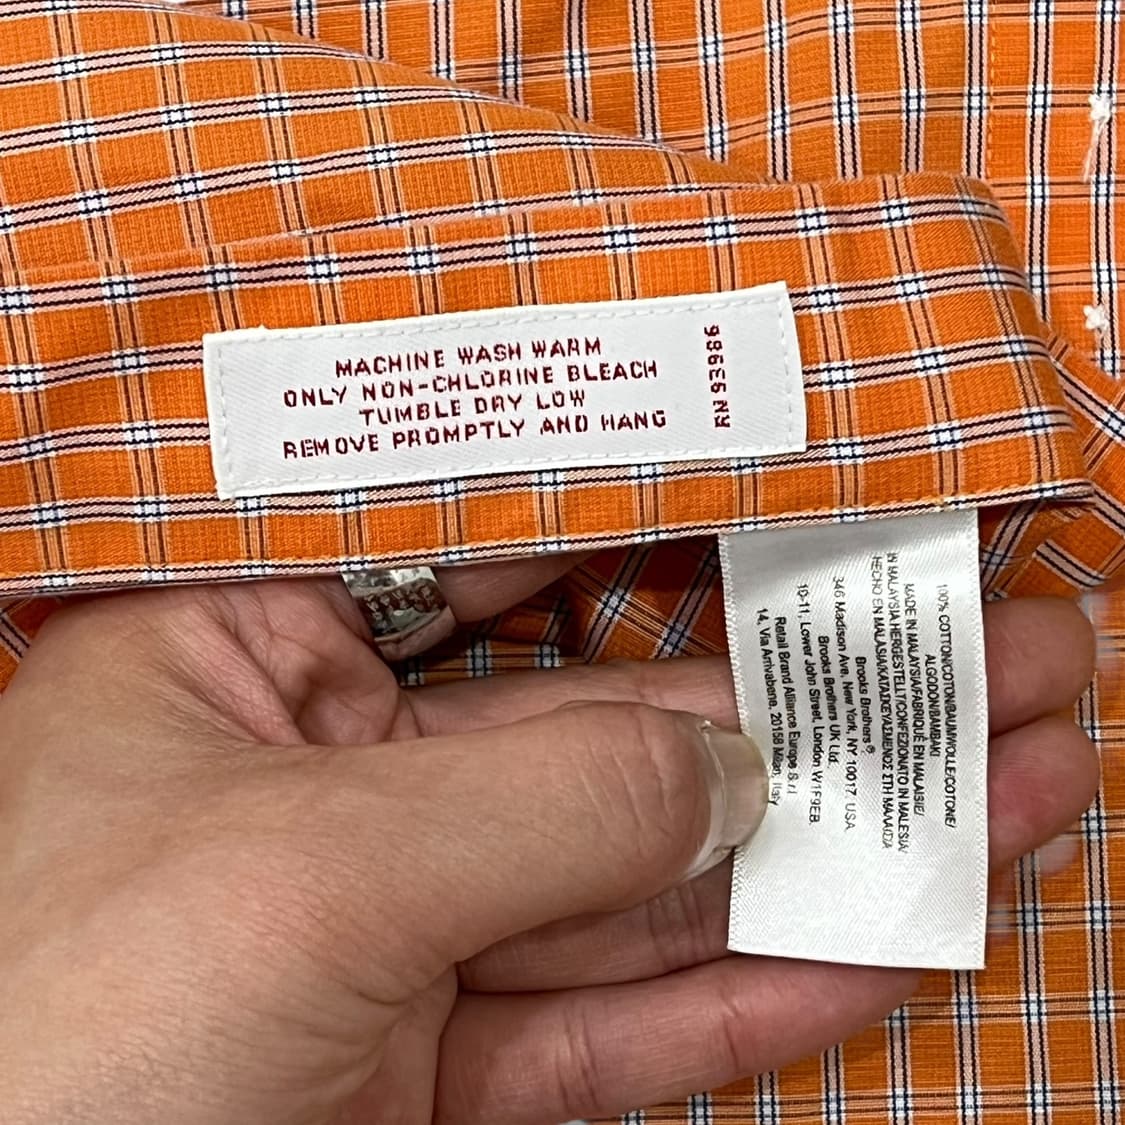 MACHINE WASH WARM
ONLY NON-CHLORINE BLEACH
TUMBLE DRY LOW
REMOVE PROMPTLY AND HANG
RN 93986
100% COTTON/COTON/BAUMWOLLE/COTONE/
ALGODON/BAMBAKI
MADE IN MALAYSIA/FABRIQUÉ EN MALAISIE/
IN MALAYSIA HERGESTELLT/CONFEZIONATO IN MALESIA/
HECHO EN MALASIA/ΚΑΤΑΣΚΕΥΑΣΜΕΝΟΣ ΣΤΗ ΜΑΛΑΙΣΙΑ
Brooks Brothers®
346 Madison Ave, New York, NY 10017, USA
Brooks Brothers UK Ltd.
10-11, Lower John Street, London W1F9EB.
Retail Brand Alliance Europe S.r.l
14, Via Arrivabene, 20158 Milan, Italy